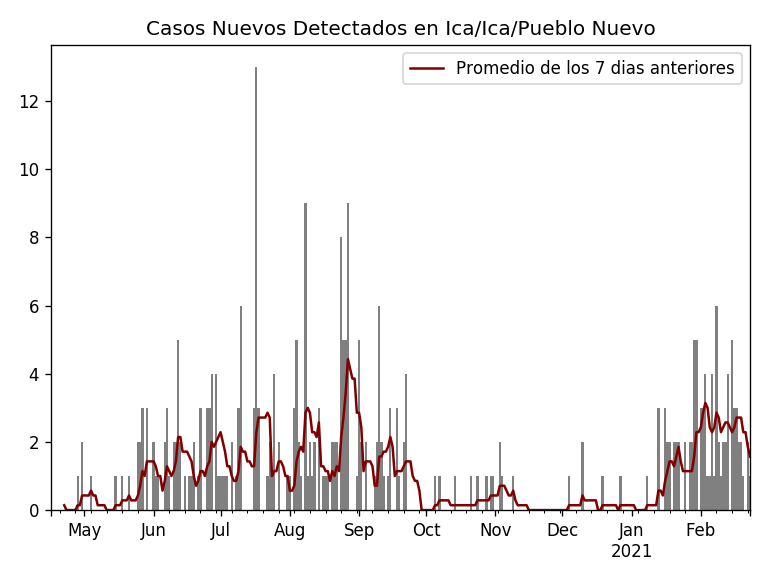 Casos Nuevos Detectados en Ica/Ica/Pueblo Nuevo
Promedio de los 7 dias anteriores
12
10
8
6
4
2
0
May Jun Jul Aug Sep Oct Nov Dec Jan Feb
2021